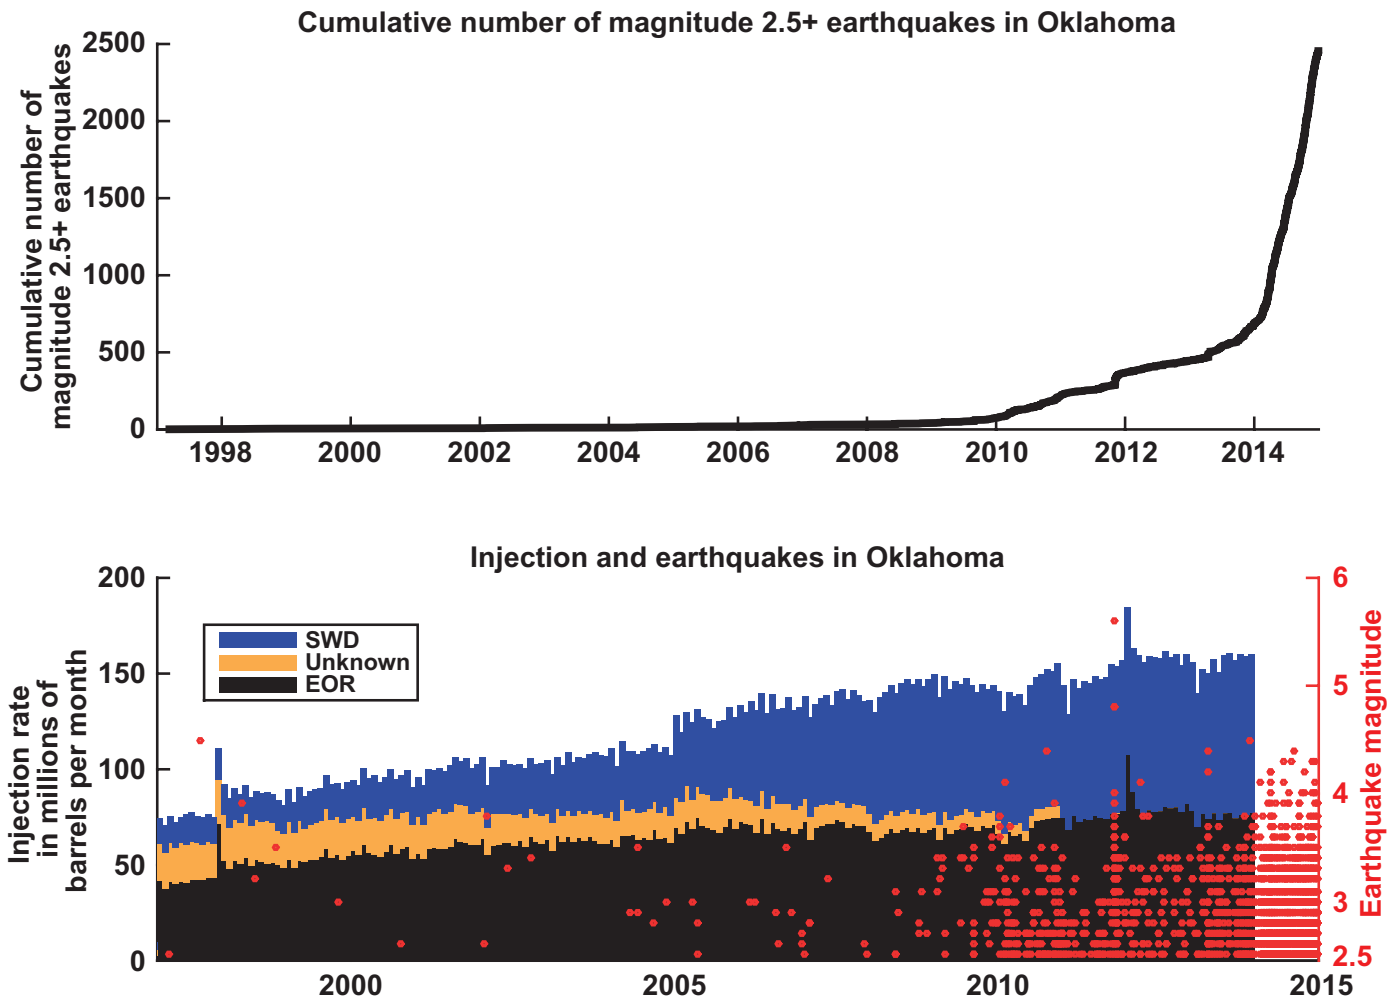 Cumulative number of magnitude 2.5+ earthquakes in Oklahoma
Cumulative number of
magnitude 2.5+ earthquakes
2500
2000
1500
1000
500
0
1998 2000 2002 2004 2006 2008 2010 2012 2014
Injection and earthquakes in Oklahoma
Injection rate
in millions of
barrels per month
200
150
100
50
0
SWD
Unknown
EOR
6
5
4
3
2.5
Earthquake magnitude
2000 2005 2010 2015